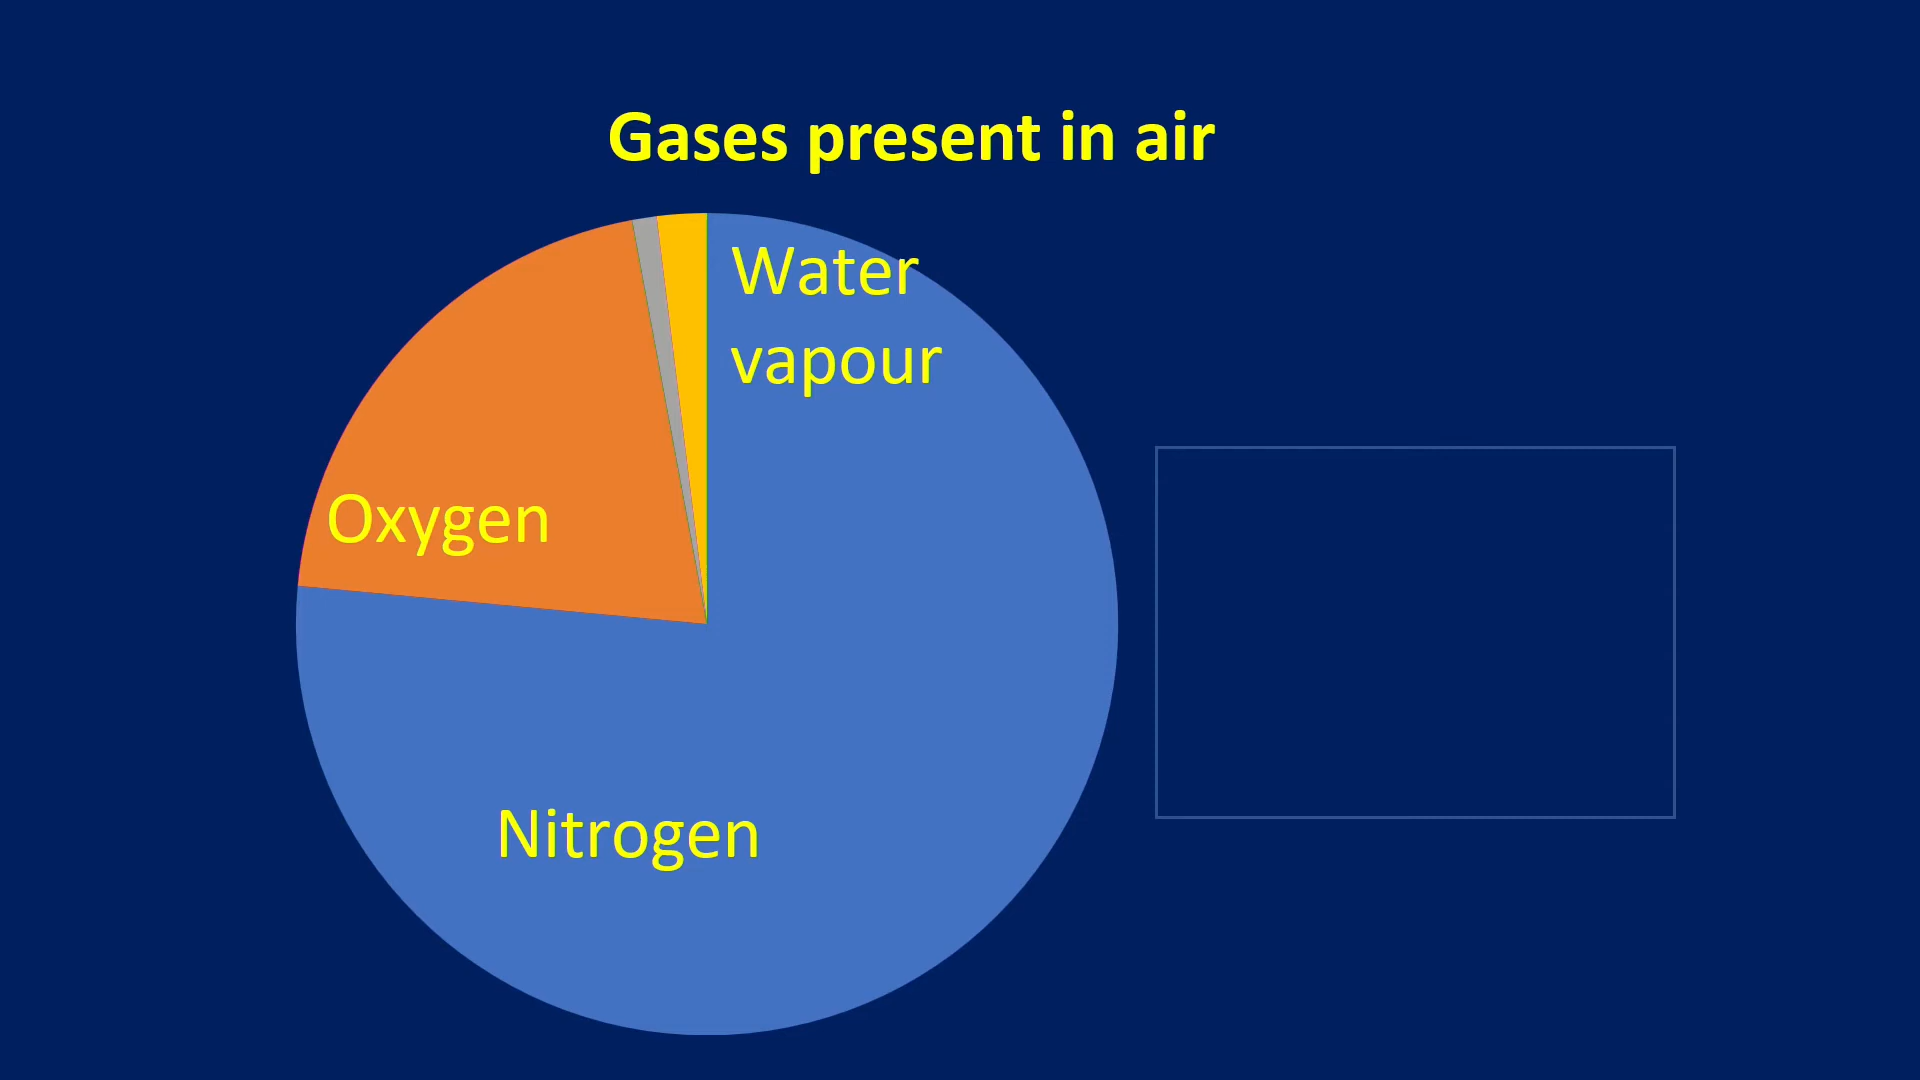 Gases present in air
Water
vapour
Oxygen
Nitrogen